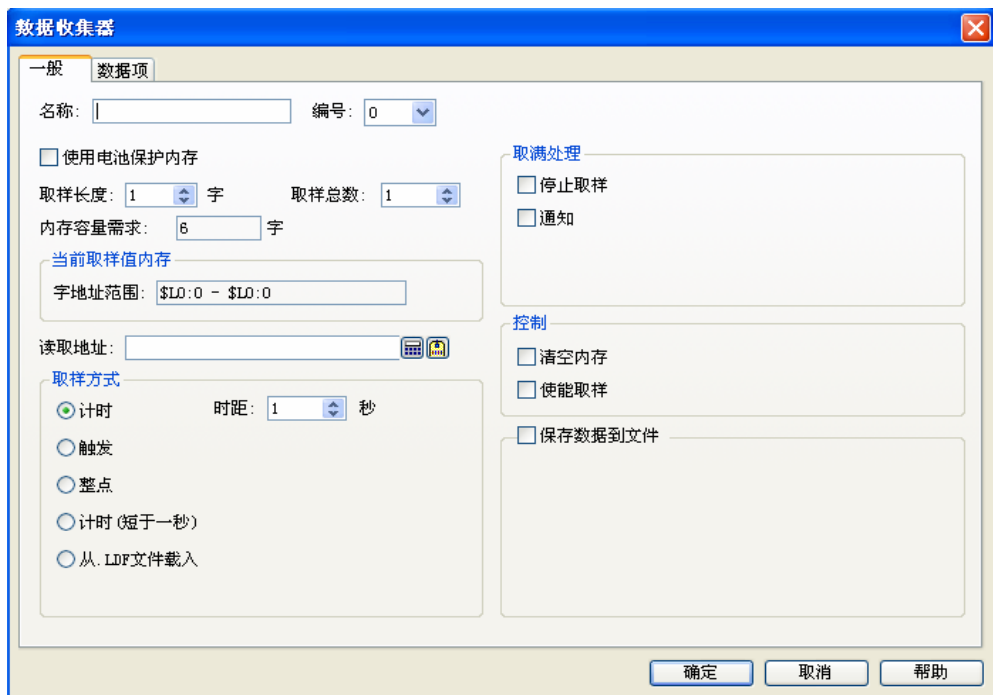 数据收集器
一般 数据项
名称: 编号: 0
使用电池保护内存
取样长度: 1 字 取样总数: 1
内存容量需求: 6 字
当前取样值内存
字地址范围: $L0:0 - $L0:0
读取地址:
取样方式
计时 时距: 1 秒
触发
整点
计时(短于一秒)
从.LDF文件载入
取满处理
停止取样
通知
控制
清空内存
使能取样
保存数据到文件
确定 取消 帮助